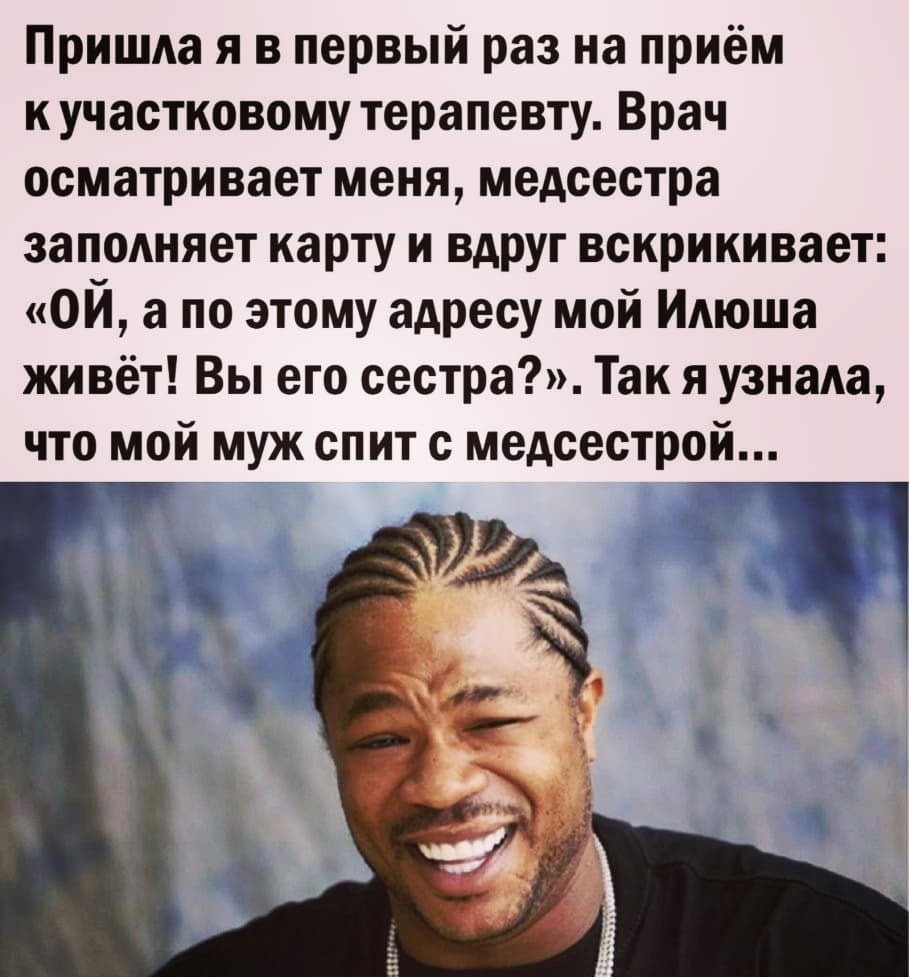 Пришла я в первый раз на приём
к участковому терапевту. Врач
осматривает меня, медсестра
заполняет карту и вдруг вскрикивает:
«ОЙ, а по этому адресу мой Илюша
живёт! Вы его сестра?». Так я узнала,
что мой муж спит с медсестрой...